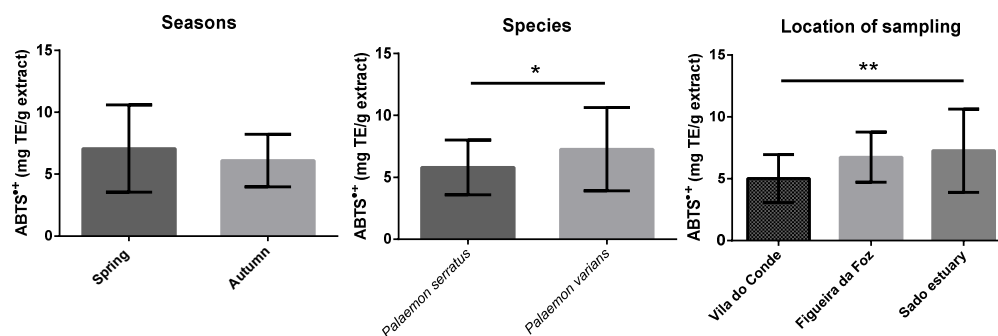 Seasons
ABTS•+ (mg TE/g extract)
15
10
5
0
Spring
Autumn
Species
*
ABTS•+ (mg TE/g extract)
15
10
5
0
Palaemon serratus
Palaemon varians
Location of sampling
**
ABTS•+ (mg TE/g extract)
15
10
5
0
Vila do Conde
Figueira da Foz
Sado estuary